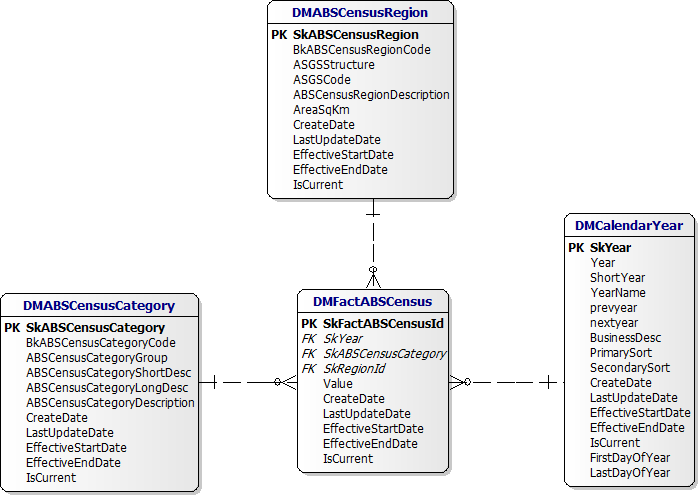 DMABSCensusRegion
PK SkABSCensusRegion
BkABSCensusRegionCode
ASGSStructure
ASGSCode
ABSCensusRegionDescription
AreaSqKm
CreateDate
LastUpdateDate
EffectiveStartDate
EffectiveEndDate
IsCurrent
DMABSCensusCategory
PK SkABSCensusCategory
BkABSCensusCategoryCode
ABSCensusCategoryGroup
ABSCensusCategoryShortDesc
ABSCensusCategoryLongDesc
ABSCensusCategoryDescription
CreateDate
LastUpdateDate
EffectiveStartDate
EffectiveEndDate
IsCurrent
DMFactABSCensus
PK SkFactABSCensusId
FK SkYear
FK SkABSCensusCategory
FK SkRegionId
Value
CreateDate
LastUpdateDate
EffectiveStartDate
EffectiveEndDate
IsCurrent
DMCalendarYear
PK SkYear
Year
ShortYear
YearName
prevyear
nextyear
BusinessDesc
PrimarySort
SecondarySort
CreateDate
LastUpdateDate
EffectiveStartDate
EffectiveEndDate
IsCurrent
FirstDayOfYear
LastDayOfYear